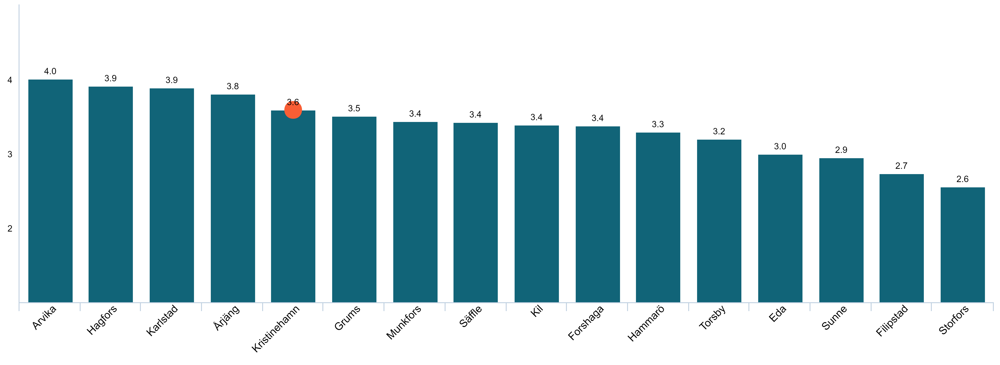 4.0
3.9
3.9
3.8
3.6
3.5
3.4
3.4
3.4
3.4
3.3
3.2
3.0
2.9
2.7
2.6
4
3
2
Arvika
Hagfors
Karlstad
Årjäng
Kristinehamn
Grums
Munkfors
Säffle
Kil
Forshaga
Hammarö
Torsby
Eda
Sunne
Filipstad
Storfors